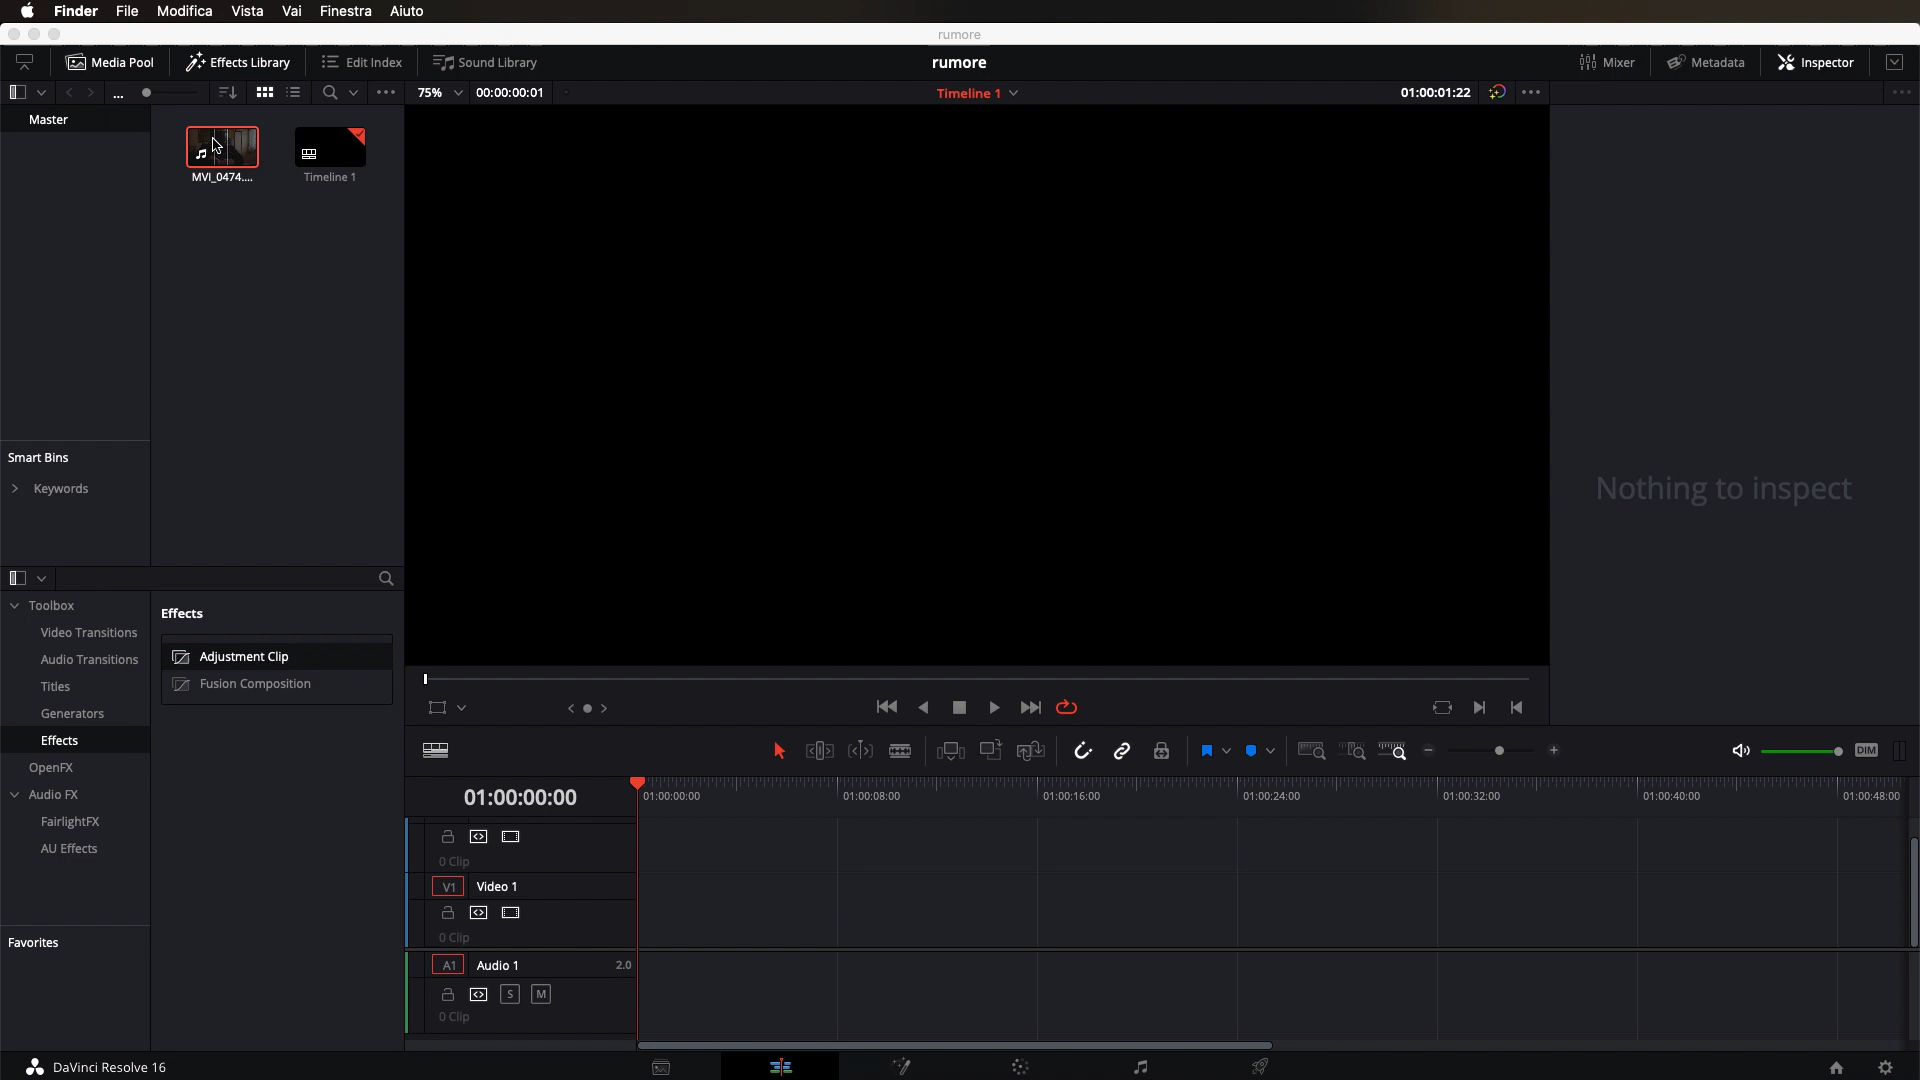 Finder File Modifica Vista Vai Finestra Aiuto
rumore
Media Pool Effects Library Edit Index Sound Library rumore Mixer Metadata Inspector
... 75% 00:00:00:01 Timeline 1 01:00:01:22
Master
MVI_0474.... Timeline 1
Nothing to inspect
Smart Bins
Keywords
Toolbox
Video Transitions
Audio Transitions
Titles
Generators
Effects
OpenFX
Audio FX
FairlightFX
AU Effects
Favorites
Effects
Adjustment Clip
Fusion Composition
DIM
01:00:00:00 01:00:00:00 01:00:08:00 01:00:16:00 01:00:24:00 01:00:32:00 01:00:40:00 01:00:48:00
0 Clip
V1 Video 1
0 Clip
A1 Audio 1 2.0
S M
0 Clip
DaVinci Resolve 16